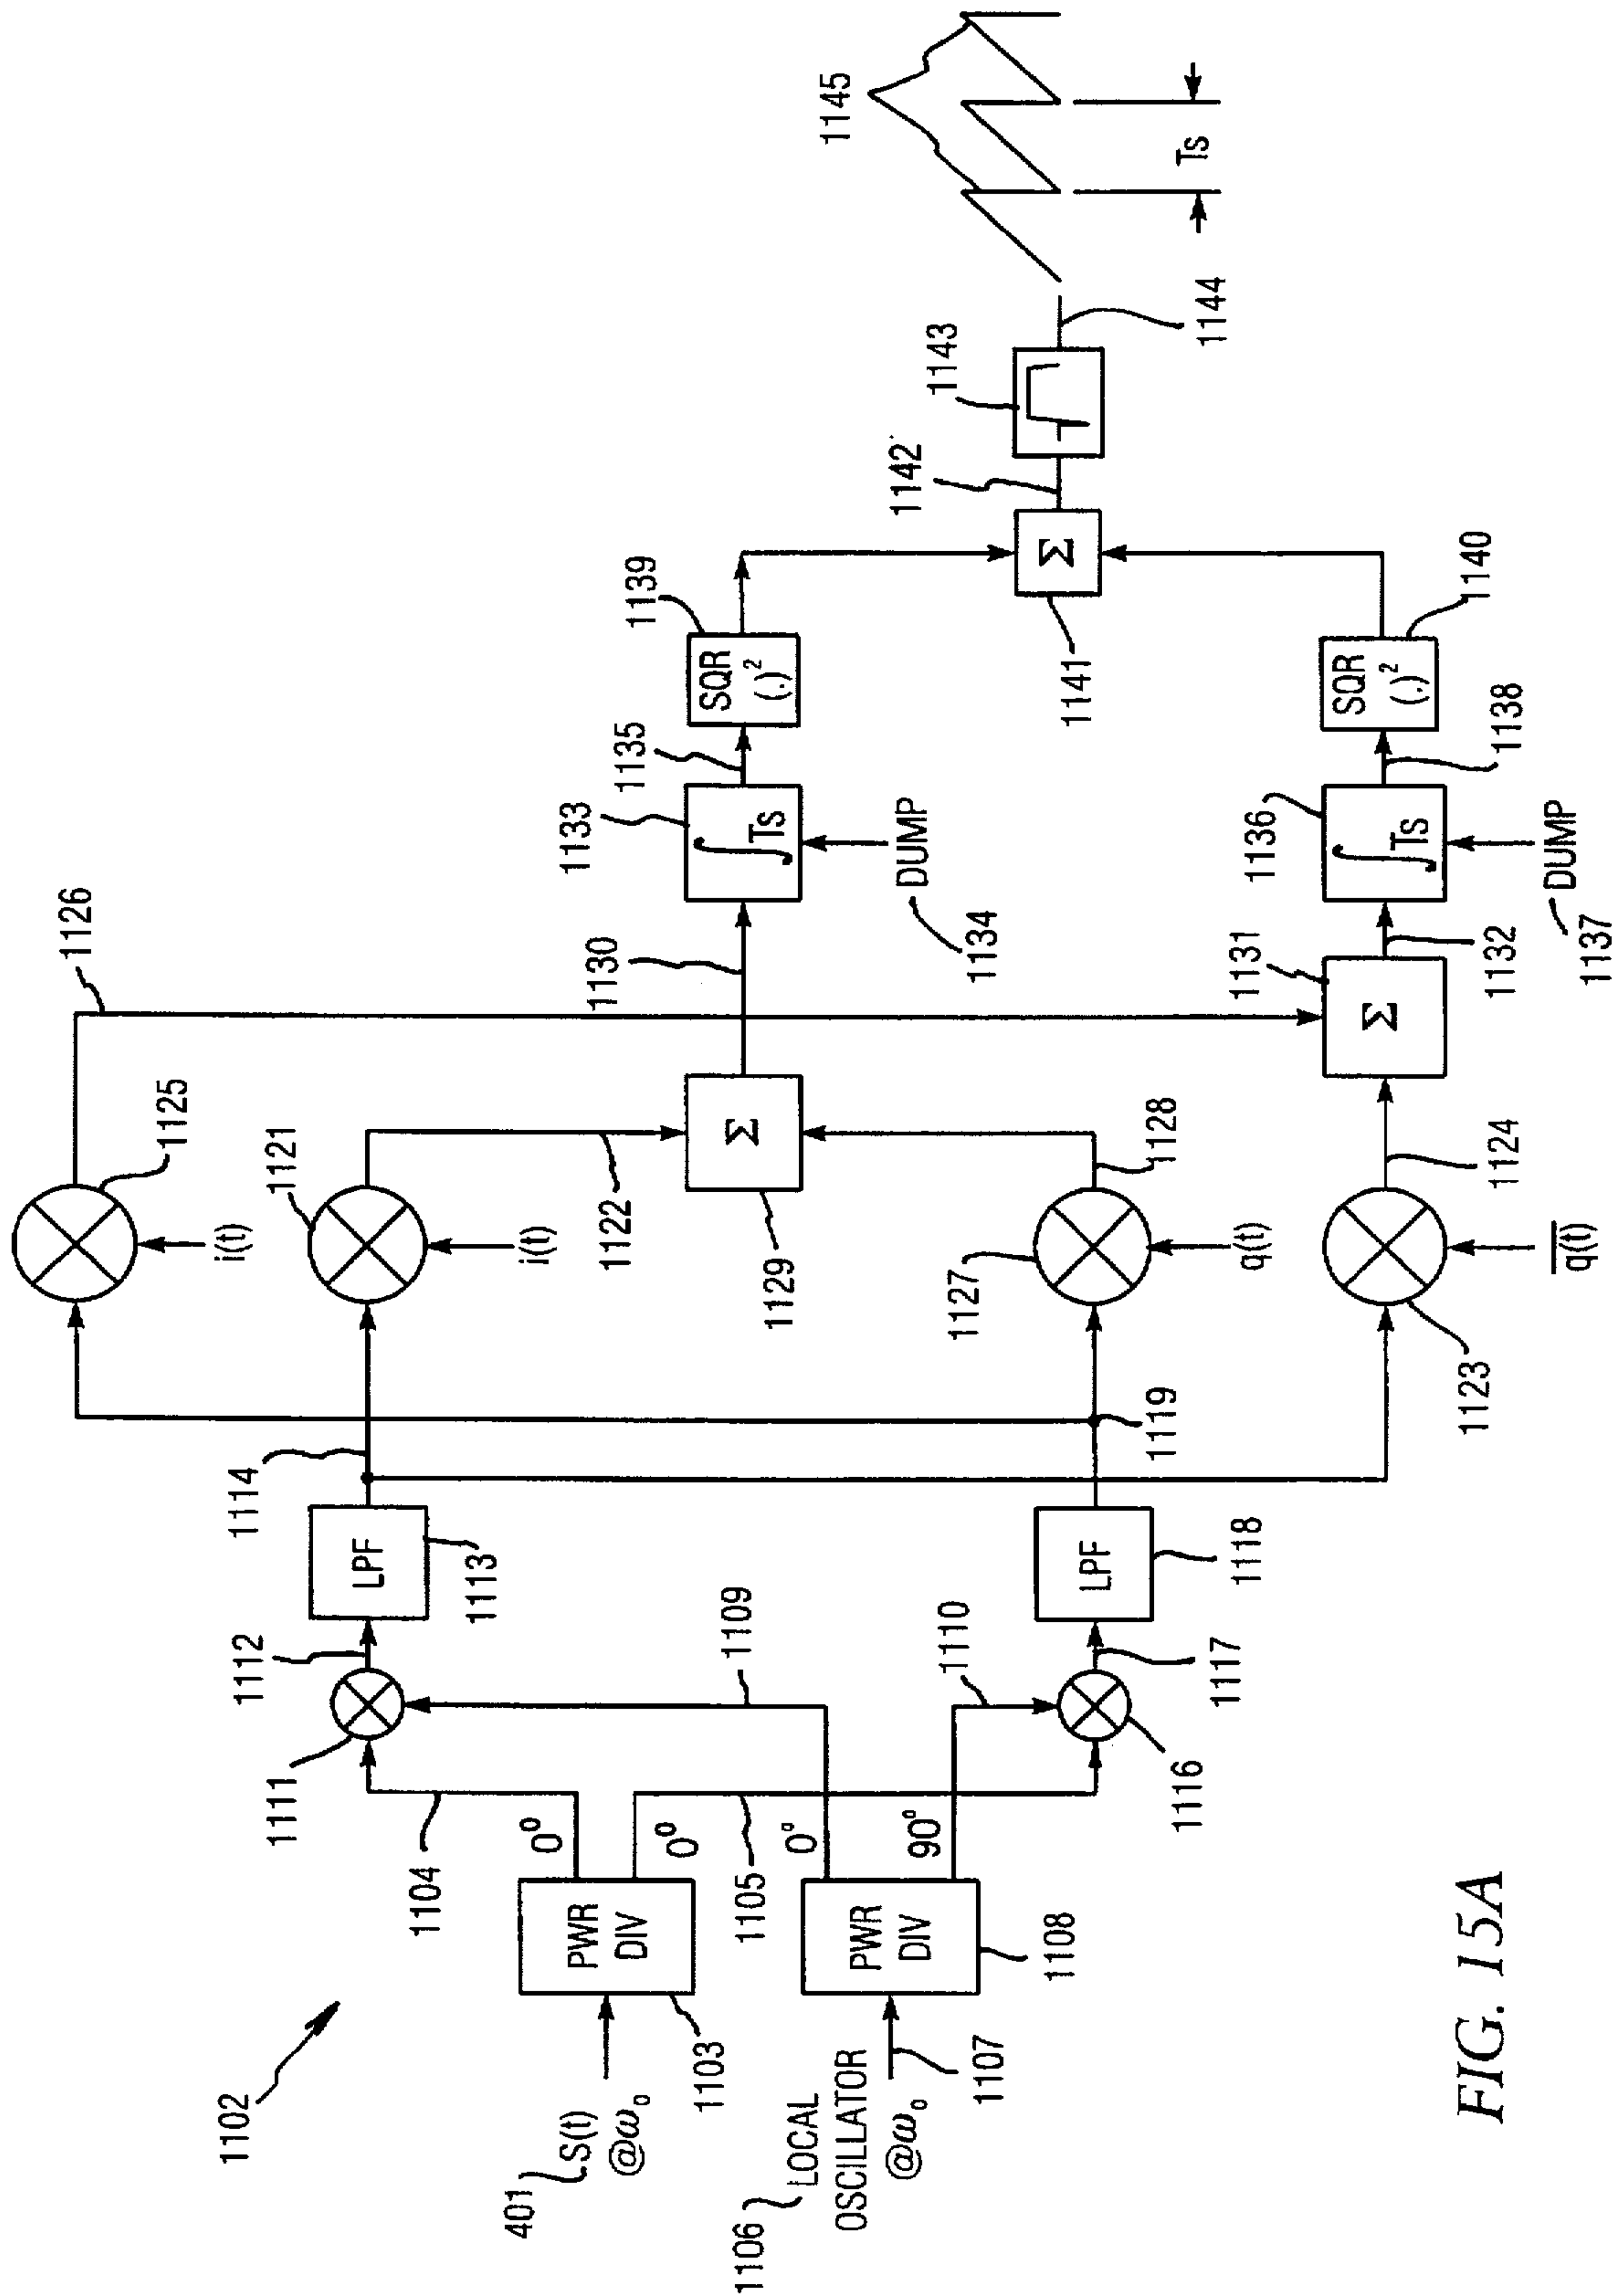 1102
401
S(t)
@ω₀
1103
PWR
DIV
0°
0°
1104
1105
1106
LOCAL
OSCILLATOR
@ω₀
1107
PWR
DIV
1108
0°
90°
1109
1110
1111
1112
LPF
1113
1114
1116
1117
LPF
1118
1119
1125
i(t)
1126
1121
i(t)
1122
Σ
1129
1127
q(t)
1128
1123
q̅(̅t̅)̅
1124
1130
Σ
1131
1132
∫Ts
1133
DUMP
1134
1135
∫Ts
1136
DUMP
1137
1138
SQR
(.)²
1139
SQR
(.)²
1140
Σ
1141
1142
1143
1144
1145
Ts
FIG. 15A